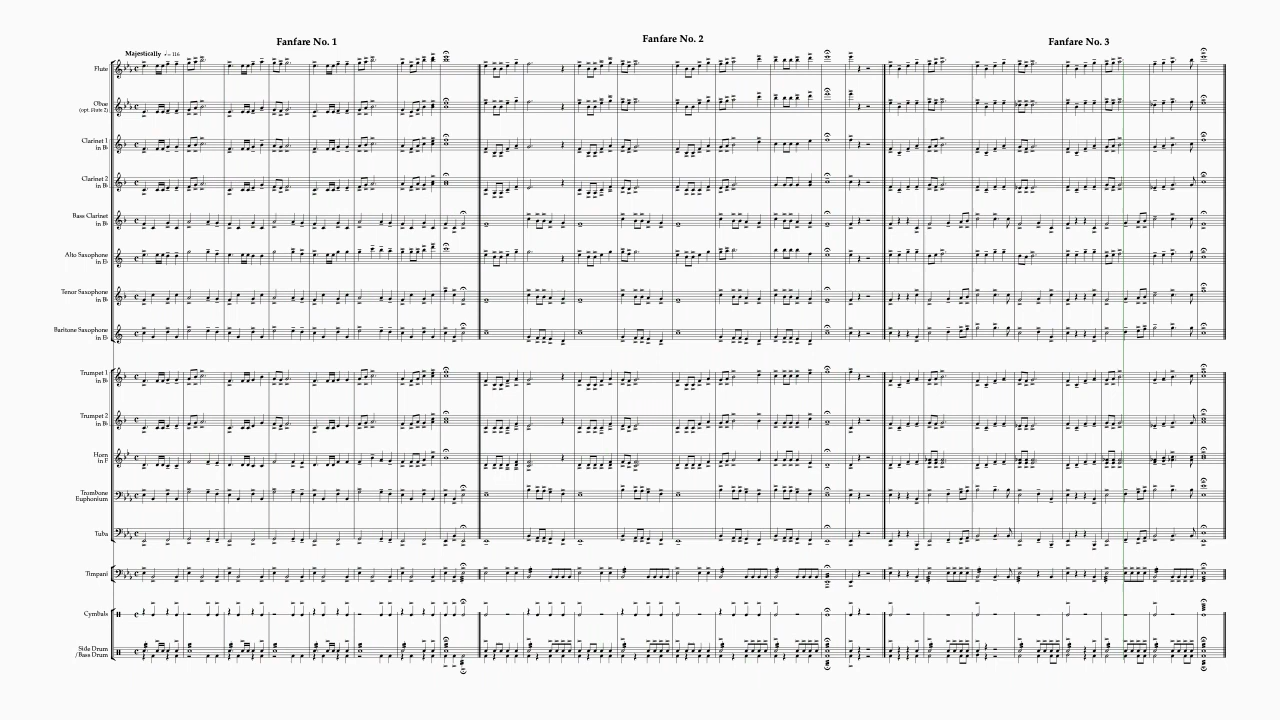 Fanfare No. 1
Fanfare No. 2
Fanfare No. 3
Majestically ♩ = 116
Flute
Oboe
(opt. Flute 2)
Clarinet 1
in B♭
Clarinet 2
in B♭
Bass Clarinet
in B♭
Alto Saxophone
in E♭
Tenor Saxophone
in B♭
Baritone Saxophone
in E♭
Trumpet 1
in B♭
Trumpet 2
in B♭
Horn
in F
Trombone
Euphonium
Tuba
Timpani
Cymbals
Side Drum
/Bass Drum